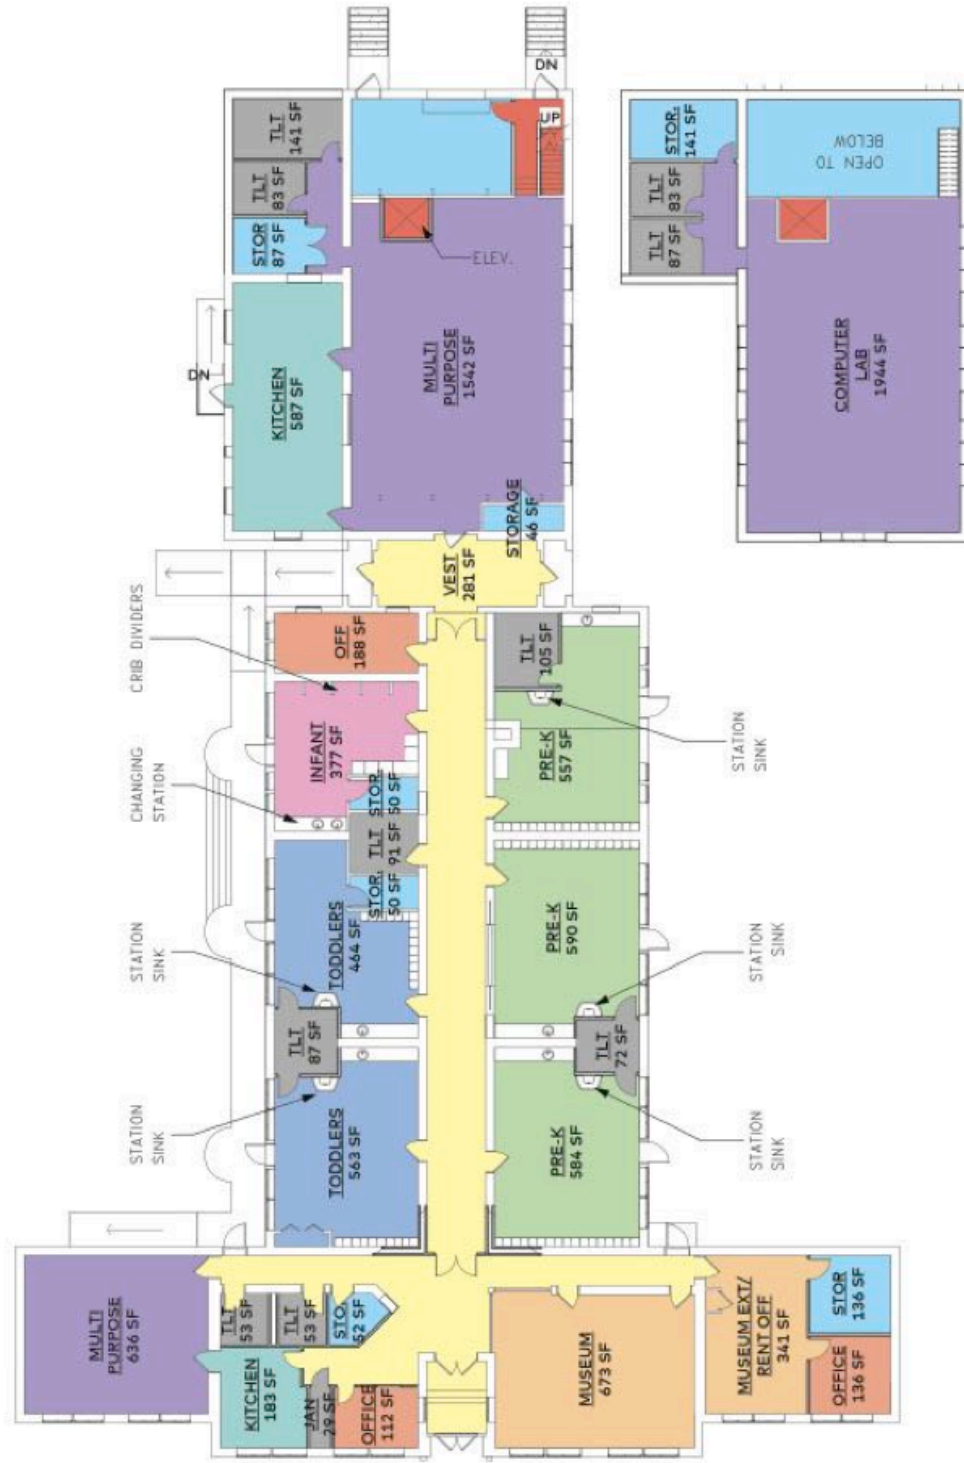 DN
TLT
141 SF
UP
TLT
83 SF
STOR
87 SF
ELEV.
DN
KITCHEN
587 SF
MULTI
PURPOSE
1542 SF
STORAGE
46 SF
VEST
281 SF
STOR.
141 SF
OPEN TO
BELOW
TLT
83 SF
TLT
87 SF
COMPUTER
LAB
1944 SF
CRIB DIVIDERS
OFF
188 SF
TLT
105 SF
CHANGING
STATION
INFANT
377 SF
STOR
50 SF
PRE-K
557 SF
STATION
SINK
TLT
91 SF
STOR.
50 SF
STATION
SINK
TODDLERS
464 SF
PRE-K
590 SF
STATION
SINK
TLT
87 SF
TLT
72 SF
STATION
SINK
TODDLERS
563 SF
PRE-K
584 SF
STATION
SINK
MULTI
PURPOSE
636 SF
TLT
53 SF
TLT
53 SF
STO.
52 SF
KITCHEN
183 SF
JAN
29 SF
OFFICE
112 SF
MUSEUM
673 SF
MUSEUM EXT/
RENT OFF
341 SF
STOR
136 SF
OFFICE
136 SF